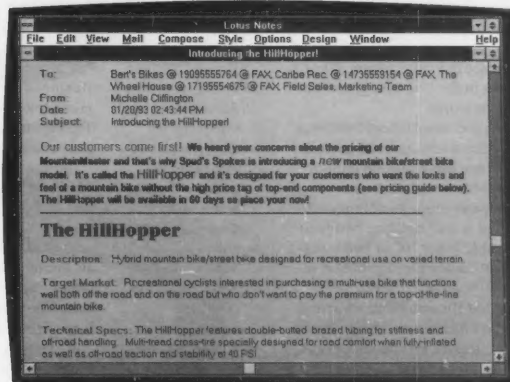 Lotus Notes
File Edit View Mail Compose Style Options Design Window Help
Introducing the HillHopper!
To: Bert's Bikes @ 19095555764 @ FAX, Caribe Rec. @ 14735559154 @ FAX, The
Wheel House @ 17195554675 @ FAX, Field Sales, Marketing Team
From: Michelle Cliffington
Date: 01/28/93 02:43:44 PM
Subject: Introducing the HillHopper!
Our customers come first! We heard your concerns about the pricing of our
MountainMaster and that's why Spud's Spokes is introducing a new mountain bike/street bike
model. It's called the HillHopper and it's designed for your customers who want the looks and
feel of a mountain bike without the high price tag of top-end components (see pricing guide below).
The HillHopper will be available in 60 days so place your now!
The HillHopper
Description: Hybrid mountain bike/street bike designed for recreational use on varied terrain.
Target Market: Recreational cyclists interested in purchasing a multi-use bike that functions
well both off the road and on the road but who don't want to pay the premium for a top-of-the-line
mountain bike.
Technical Specs: The HillHopper features double-butted brazed tubing for stiffness and
off-road handling. Multi-tread cross-tire specially designed for road comfort when fully-inflated
as well as off-road traction and stability at 40 PSI.